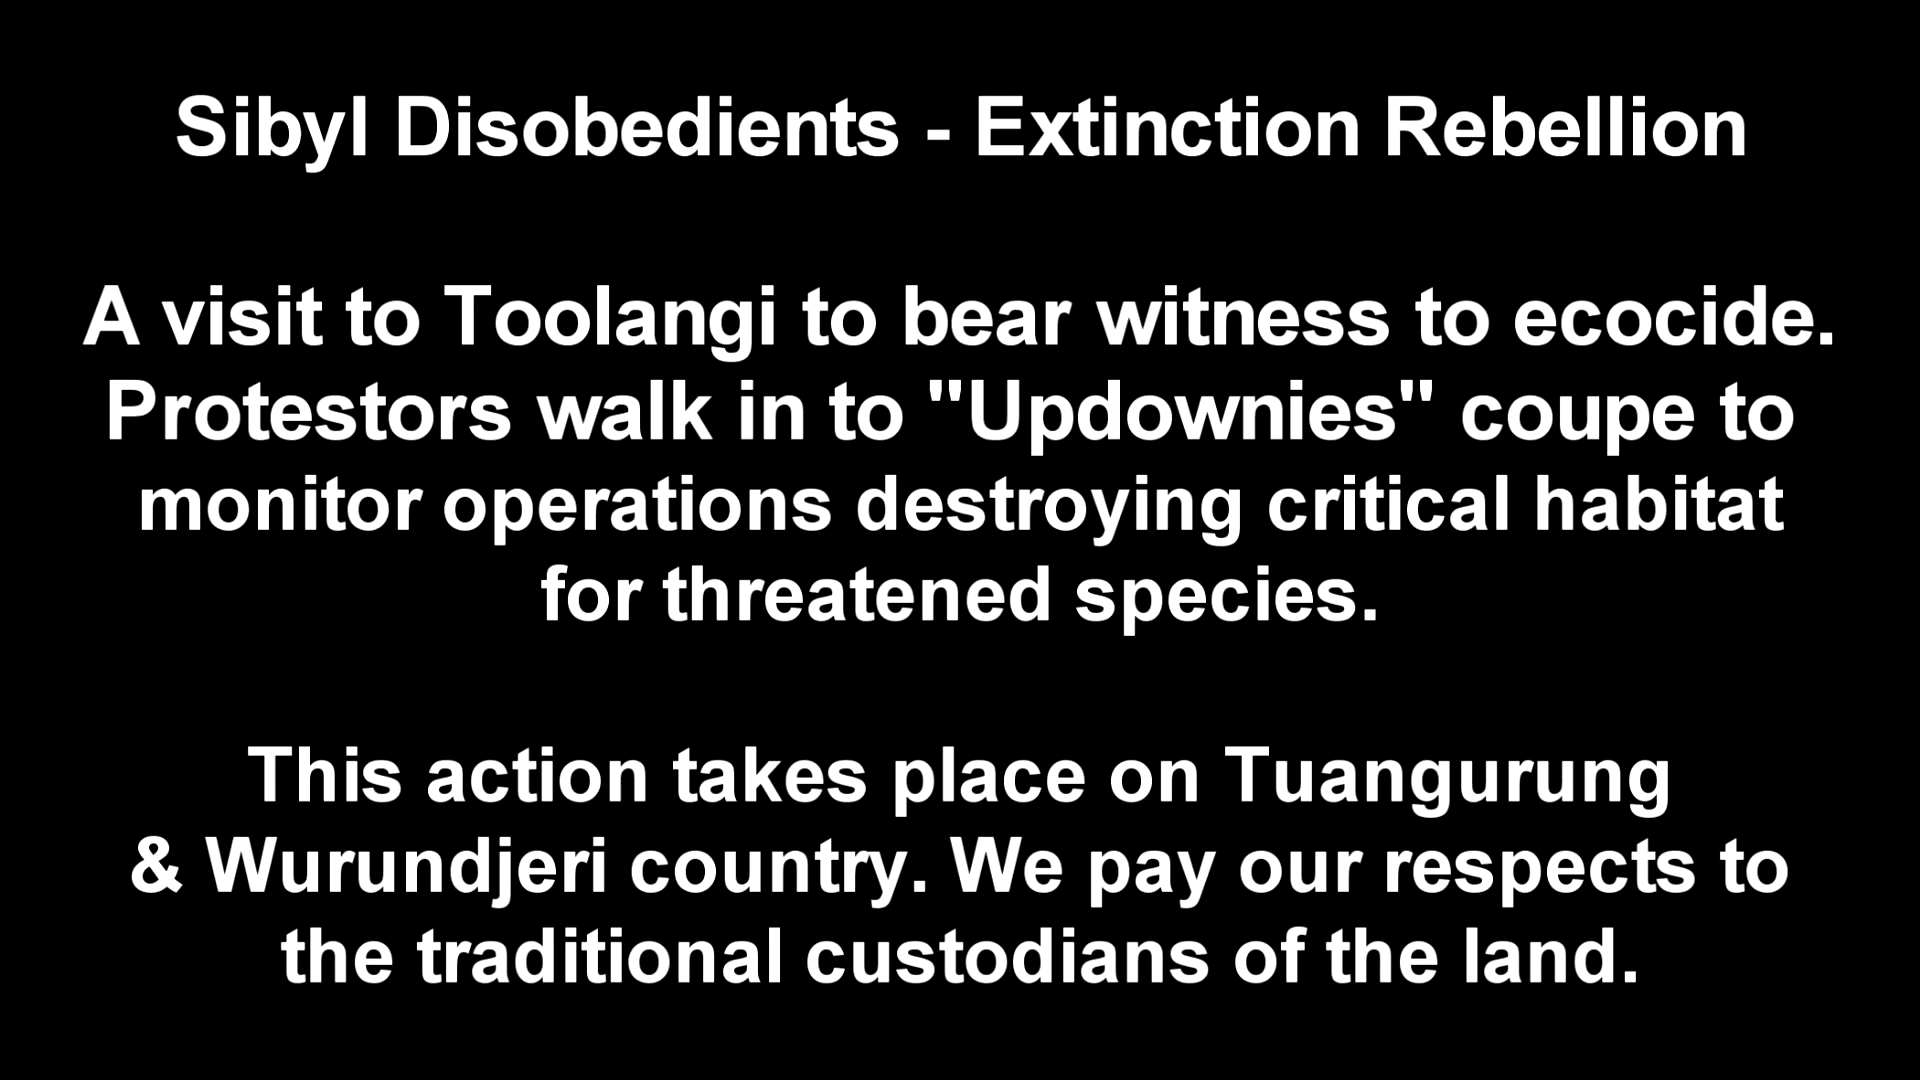 Sibyl Disobedients - Extinction Rebellion
A visit to Toolangi to bear witness to ecocide.
Protestors walk in to "Updownies" coupe to
monitor operations destroying critical habitat
for threatened species.
This action takes place on Tuangurung
& Wurundjeri country. We pay our respects to
the traditional custodians of the land.